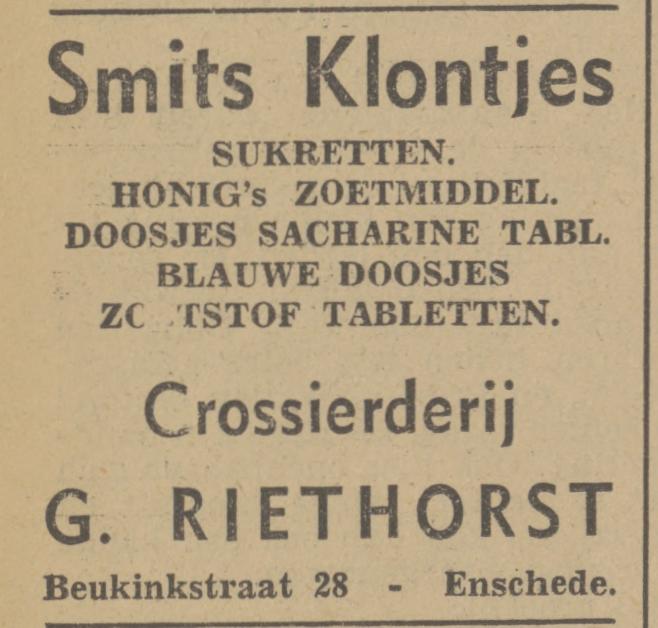 Smits Klontjes
SUKRETTEN.
HONIG's ZOETMIDDEL.
DOOSJES SACHARINE TABL.
BLAUWE DOOSJES
TABLETTEN.
Crossierderij
G. RIETHORST
Beukinkstraat 28 - Enschede.